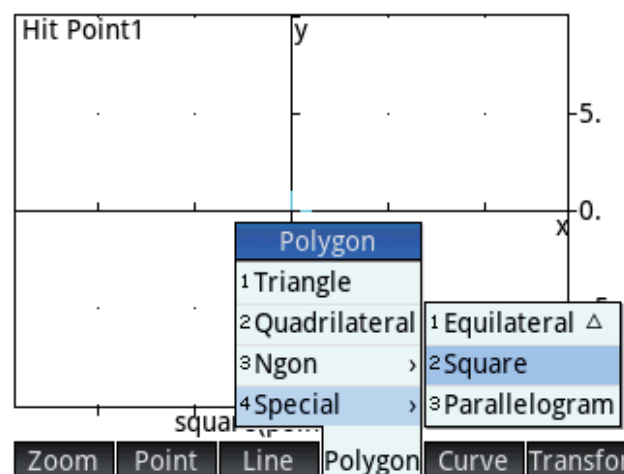 Hit Point1
y
5.
0.
x
Polygon
1 Triangle
2 Quadrilateral
3 Ngon ›
4 Special ›
1 Equilateral △
2 Square
3 Parallelogram
Zoom Point Line Polygon Curve Transfor